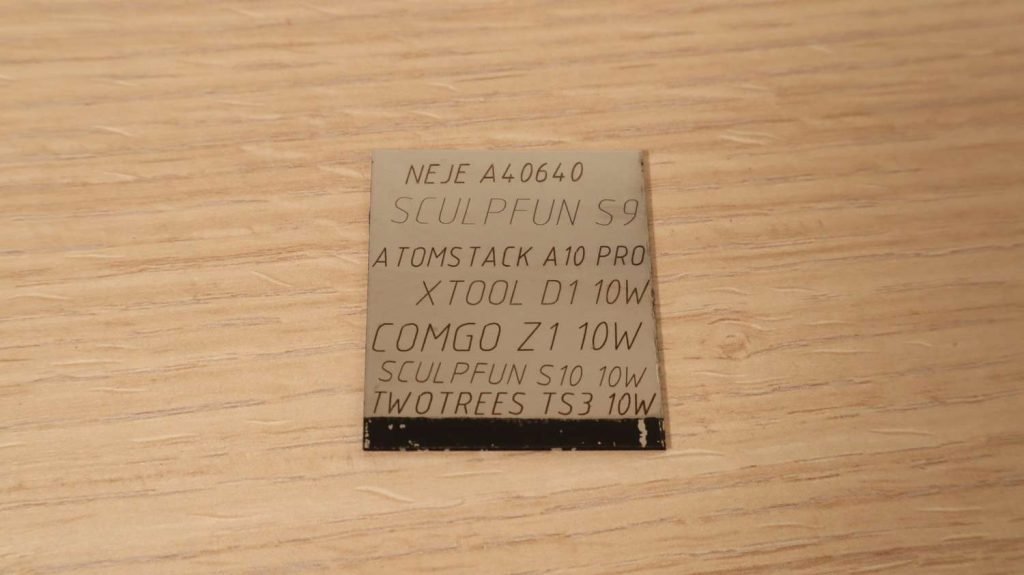 NEJE A40640
SCULPFUN S9
ATOMSTACK A10 PRO
XTOOL D1 10W
COMGO Z1 10W
SCULPFUN S10 10W
TWOTREES TS3 10W